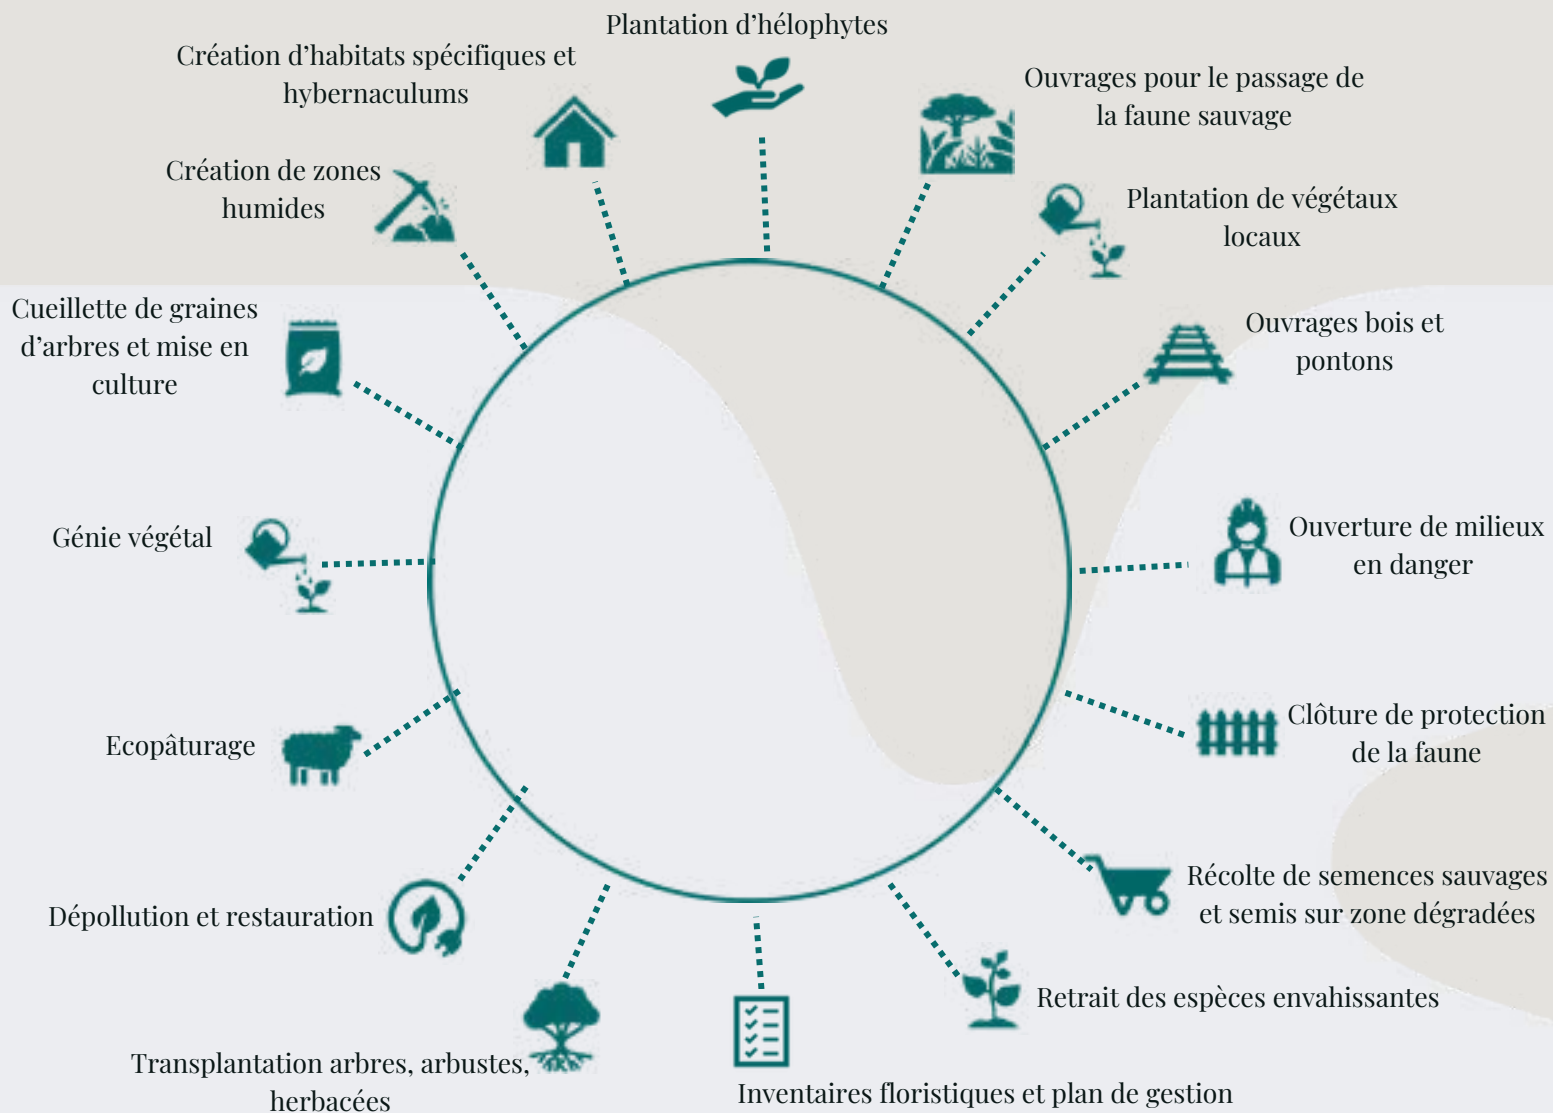 Plantation d’hélophytes
Création d’habitats spécifiques et
hybernaculums
Ouvrages pour le passage de
la faune sauvage
Création de zones
humides
Plantation de végétaux
locaux
Cueillette de graines
d’arbres et mise en
culture
Ouvrages bois et
pontons
Génie végétal
Ouverture de milieux
en danger
Ecopâturage
Clôture de protection
de la faune
Dépollution et restauration
Récolte de semences sauvages
et semis sur zone dégradées
Retrait des espèces envahissantes
Transplantation arbres, arbustes,
herbacées
Inventaires floristiques et plan de gestion